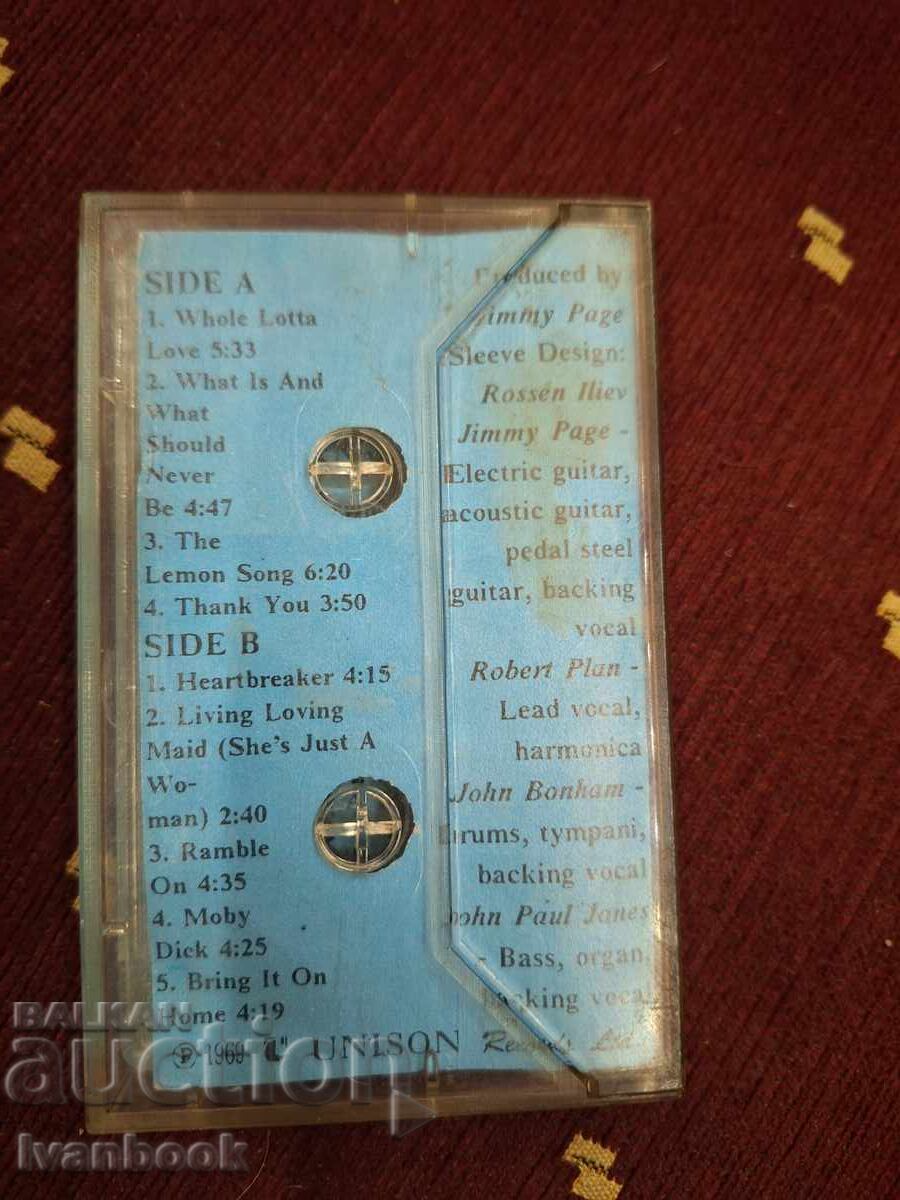 SIDE A
1. Whole Lotta
Love 5:33
2. What Is And
What
Should
Never
Be 4:47
3. The
Lemon Song 6:20
4. Thank You 3:50
SIDE B
1. Heartbreaker 4:15
2. Living Loving
Maid (She's Just A
Wo-
man) 2:40
3. Ramble
On 4:35
4. Moby
Dick 4:25
5. Bring It On
Home 4:19
Produced by
Jimmy Page
Sleeve Design:
Rossen Iliev
Jimmy Page -
Electric guitar,
acoustic guitar,
pedal steel
guitar, backing
vocal
Robert Plan -
Lead vocal,
harmonica
John Bonham -
Drums, tympani,
backing vocal
John Paul Janes
- Bass, organ,
backing vocal
℗ 1969 UNISON Records Ltd.
BALKAN
auction
Ivanbook